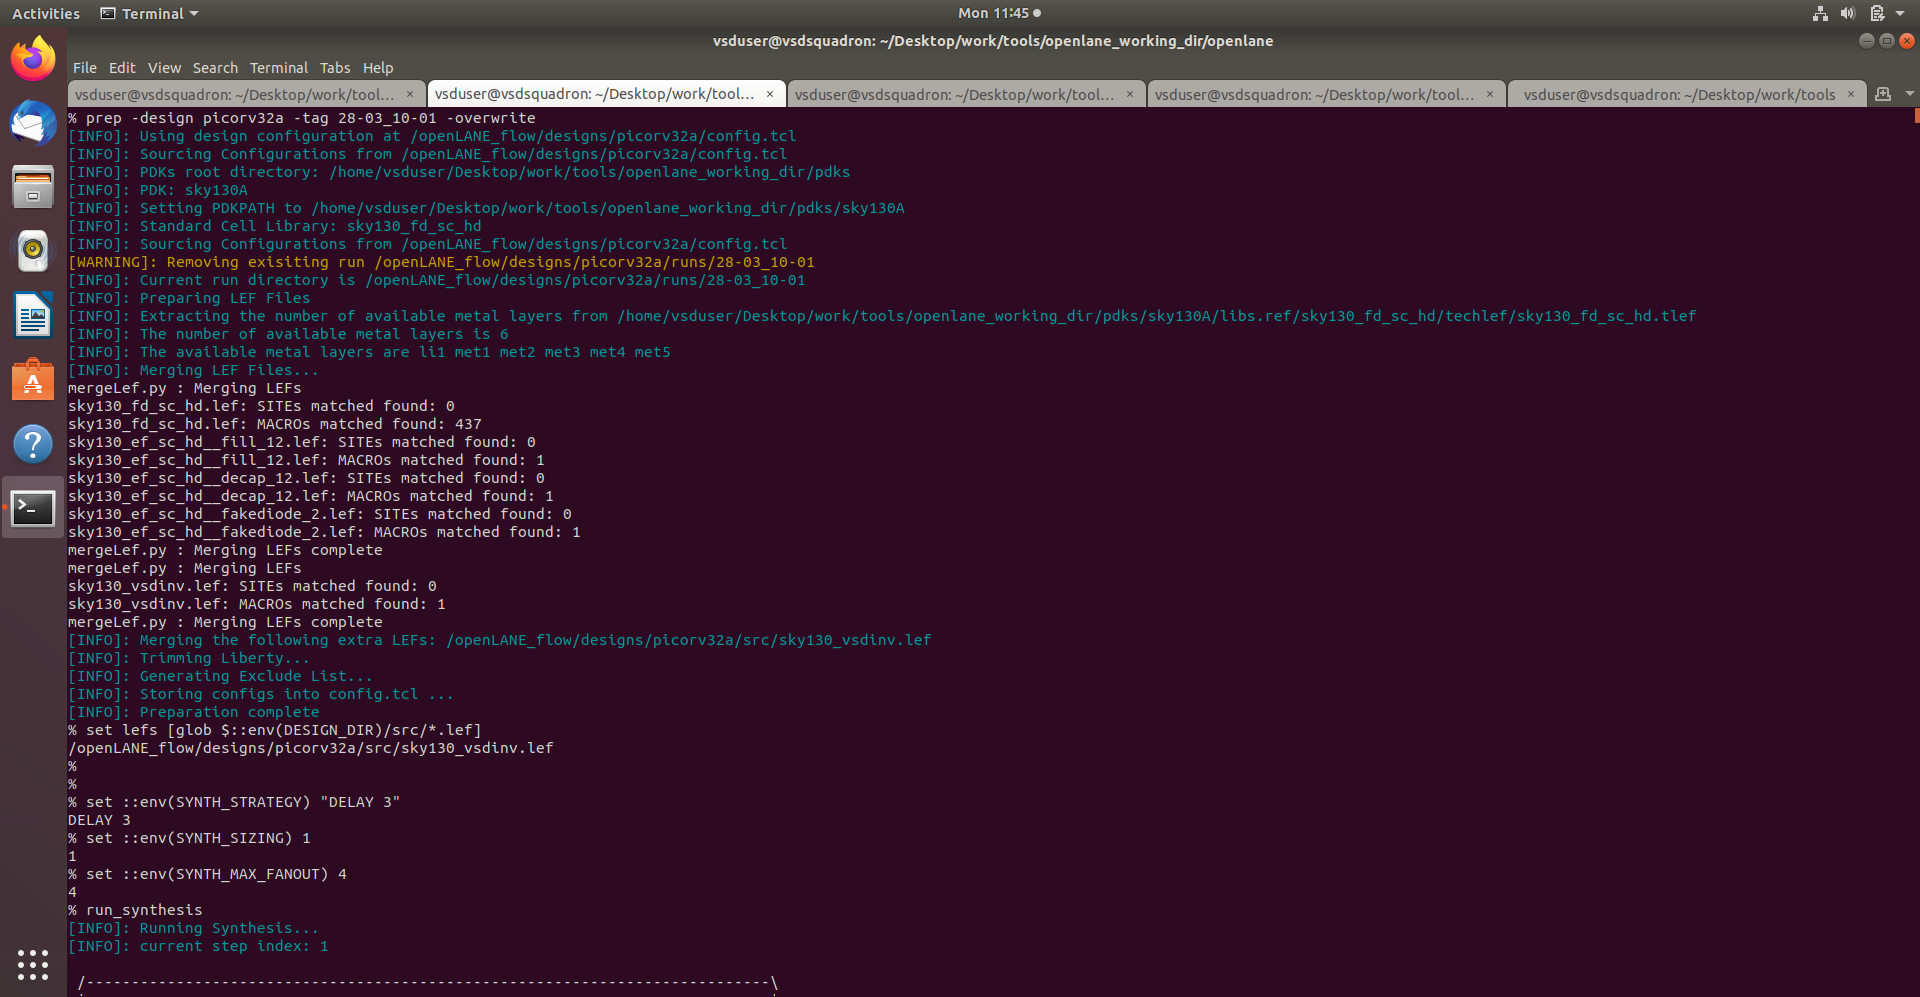 Activities Terminal Mon 11:45
vsduser@vsdsquadron: ~/Desktop/work/tools/openlane_working_dir/openlane
File Edit View Search Terminal Tabs Help
vsduser@vsdsquadron: ~/Desktop/work/tool... × vsduser@vsdsquadron: ~/Desktop/work/tool... × vsduser@vsdsquadron: ~/Desktop/work/tool... × vsduser@vsdsquadron: ~/Desktop/work/tool... × vsduser@vsdsquadron: ~/Desktop/work/tools ×
% prep -design picorv32a -tag 28-03_10-01 -overwrite
[INFO]: Using design configuration at /openLANE_flow/designs/picorv32a/config.tcl
[INFO]: Sourcing Configurations from /openLANE_flow/designs/picorv32a/config.tcl
[INFO]: PDKs root directory: /home/vsduser/Desktop/work/tools/openlane_working_dir/pdks
[INFO]: PDK: sky130A
[INFO]: Setting PDKPATH to /home/vsduser/Desktop/work/tools/openlane_working_dir/pdks/sky130A
[INFO]: Standard Cell Library: sky130_fd_sc_hd
[INFO]: Sourcing Configurations from /openLANE_flow/designs/picorv32a/config.tcl
[WARNING]: Removing exisiting run /openLANE_flow/designs/picorv32a/runs/28-03_10-01
[INFO]: Current run directory is /openLANE_flow/designs/picorv32a/runs/28-03_10-01
[INFO]: Preparing LEF Files
[INFO]: Extracting the number of available metal layers from /home/vsduser/Desktop/work/tools/openlane_working_dir/pdks/sky130A/libs.ref/sky130_fd_sc_hd/techlef/sky130_fd_sc_hd.tlef
[INFO]: The number of available metal layers is 6
[INFO]: The available metal layers are li1 met1 met2 met3 met4 met5
[INFO]: Merging LEF Files...
mergeLef.py : Merging LEFs
sky130_fd_sc_hd.lef: SITEs matched found: 0
sky130_fd_sc_hd.lef: MACROs matched found: 437
sky130_ef_sc_hd__fill_12.lef: SITEs matched found: 0
sky130_ef_sc_hd__fill_12.lef: MACROs matched found: 1
sky130_ef_sc_hd__decap_12.lef: SITEs matched found: 0
sky130_ef_sc_hd__decap_12.lef: MACROs matched found: 1
sky130_ef_sc_hd__fakediode_2.lef: SITEs matched found: 0
sky130_ef_sc_hd__fakediode_2.lef: MACROs matched found: 1
mergeLef.py : Merging LEFs complete
mergeLef.py : Merging LEFs
sky130_vsdinv.lef: SITEs matched found: 0
sky130_vsdinv.lef: MACROs matched found: 1
mergeLef.py : Merging LEFs complete
[INFO]: Merging the following extra LEFs: /openLANE_flow/designs/picorv32a/src/sky130_vsdinv.lef
[INFO]: Trimming Liberty...
[INFO]: Generating Exclude List...
[INFO]: Storing configs into config.tcl ...
[INFO]: Preparation complete
% set lefs [glob $::env(DESIGN_DIR)/src/*.lef]
/openLANE_flow/designs/picorv32a/src/sky130_vsdinv.lef
%
%
% set ::env(SYNTH_STRATEGY) "DELAY 3"
DELAY 3
% set ::env(SYNTH_SIZING) 1
1
% set ::env(SYNTH_MAX_FANOUT) 4
4
% run_synthesis
[INFO]: Running Synthesis...
[INFO]: current step index: 1
/----------------------------------------------------------------------------\